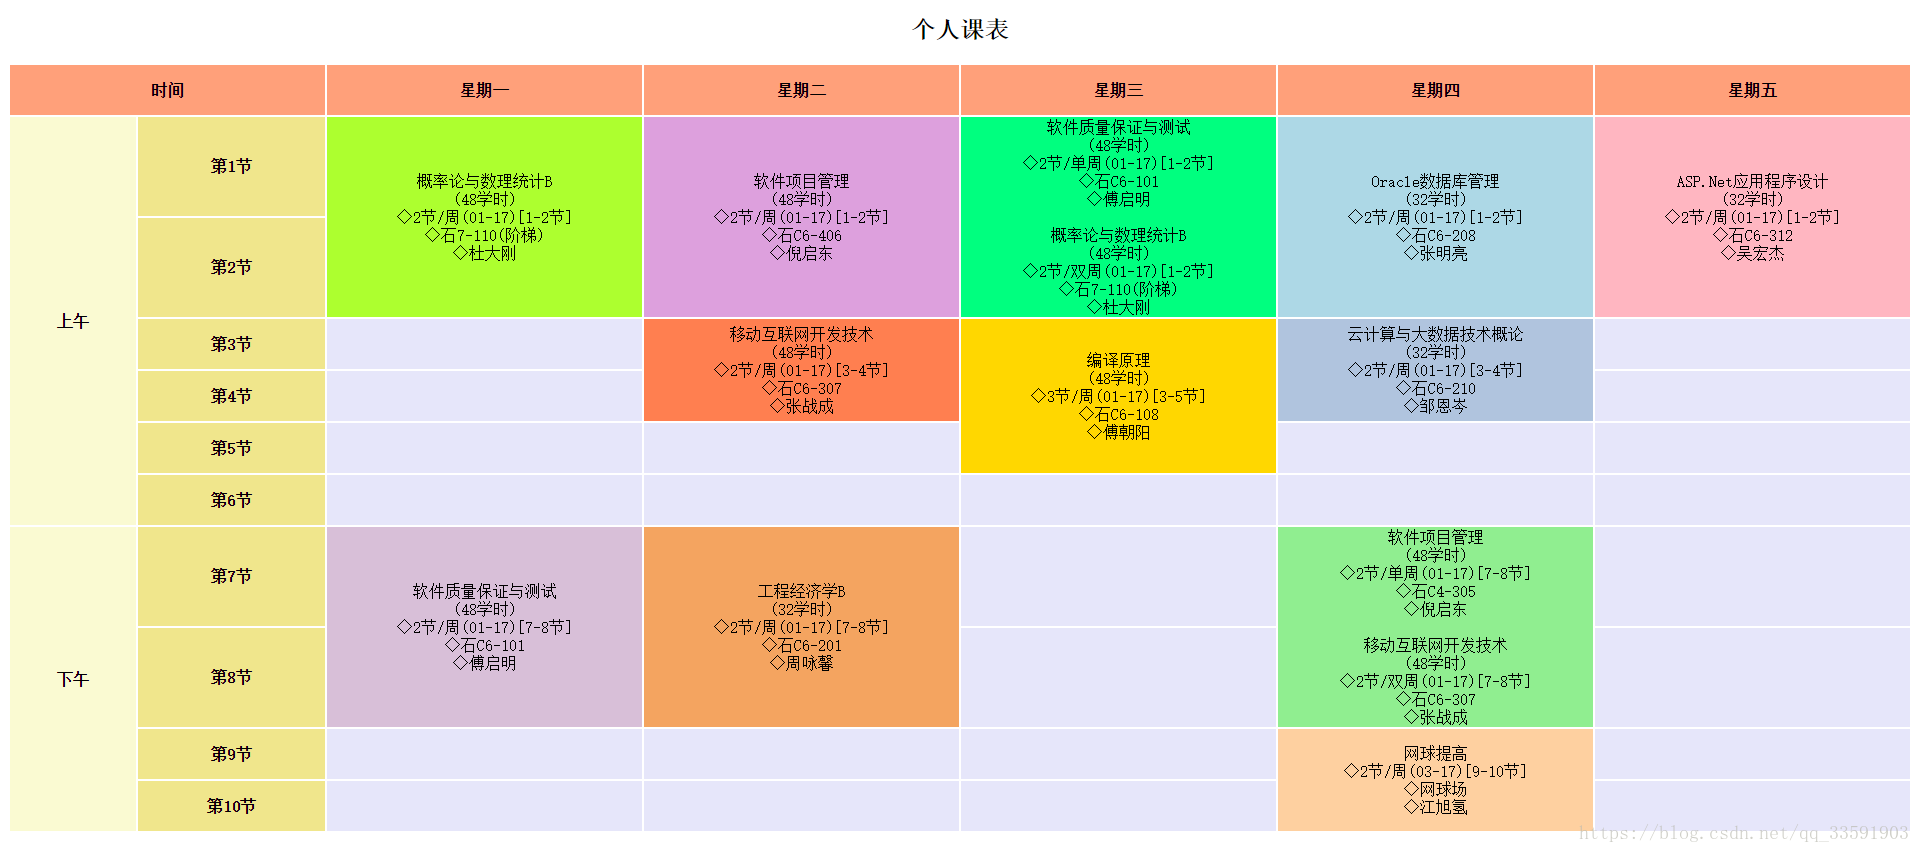 个人课表
时间
星期一
星期二
星期三
星期四
星期五
上午
第1节
概率论与数理统计B
(48学时)
◇2节/周(01-17)[1-2节]
◇石7-110(阶梯)
◇杜大刚
软件项目管理
(48学时)
◇2节/周(01-17)[1-2节]
◇石C6-406
◇倪启东
软件质量保证与测试
(48学时)
◇2节/单周(01-17)[1-2节]
◇石C6-101
◇傅启明
概率论与数理统计B
(48学时)
◇2节/双周(01-17)[1-2节]
◇石7-110(阶梯)
◇杜大刚
Oracle数据库管理
(32学时)
◇2节/周(01-17)[1-2节]
◇石C6-208
◇张明亮
ASP.Net应用程序设计
(32学时)
◇2节/周(01-17)[1-2节]
◇石C6-312
◇吴宏杰
第2节
第3节
移动互联网开发技术
(48学时)
◇2节/周(01-17)[3-4节]
◇石C6-307
◇张战成
编译原理
(48学时)
◇3节/周(01-17)[3-5节]
◇石C6-108
◇傅朝阳
云计算与大数据技术概论
(32学时)
◇2节/周(01-17)[3-4节]
◇石C6-210
◇邹恩岑
第4节
第5节
第6节
下午
第7节
软件质量保证与测试
(48学时)
◇2节/周(01-17)[7-8节]
◇石C6-101
◇傅启明
工程经济学B
(32学时)
◇2节/周(01-17)[7-8节]
◇石C6-201
◇周咏馨
软件项目管理
(48学时)
◇2节/单周(01-17)[7-8节]
◇石C4-305
◇倪启东
移动互联网开发技术
(48学时)
◇2节/双周(01-17)[7-8节]
◇石C6-307
◇张战成
第8节
第9节
网球提高
◇2节/周(03-17)[9-10节]
◇网球场
◇江旭氢
第10节
https://blog.csdn.net/qq_33591903